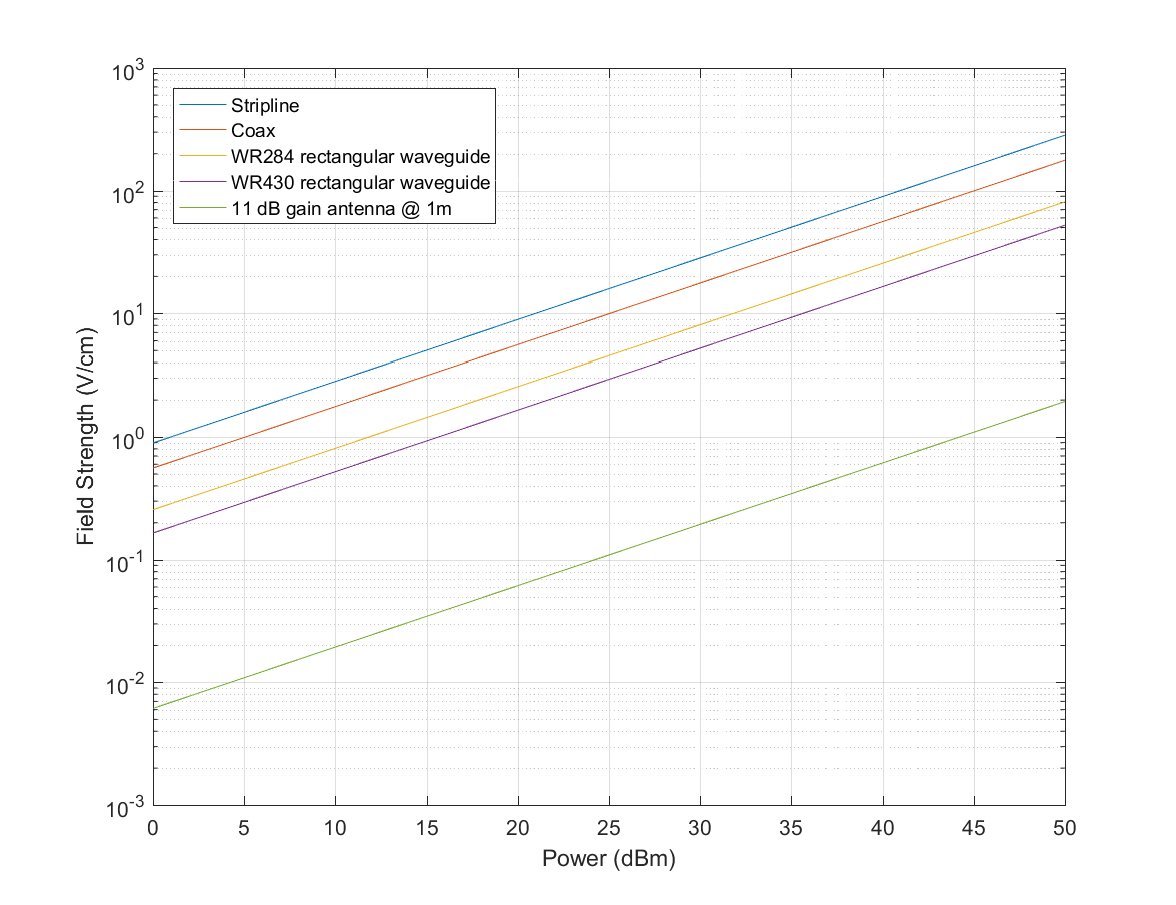 10^3
10^2
10^1
10^0
10^-1
10^-2
10^-3
Stripline
Coax
WR284 rectangular waveguide
WR430 rectangular waveguide
11 dB gain antenna @ 1m
Field Strength (V/cm)
0 5 10 15 20 25 30 35 40 45 50
Power (dBm)